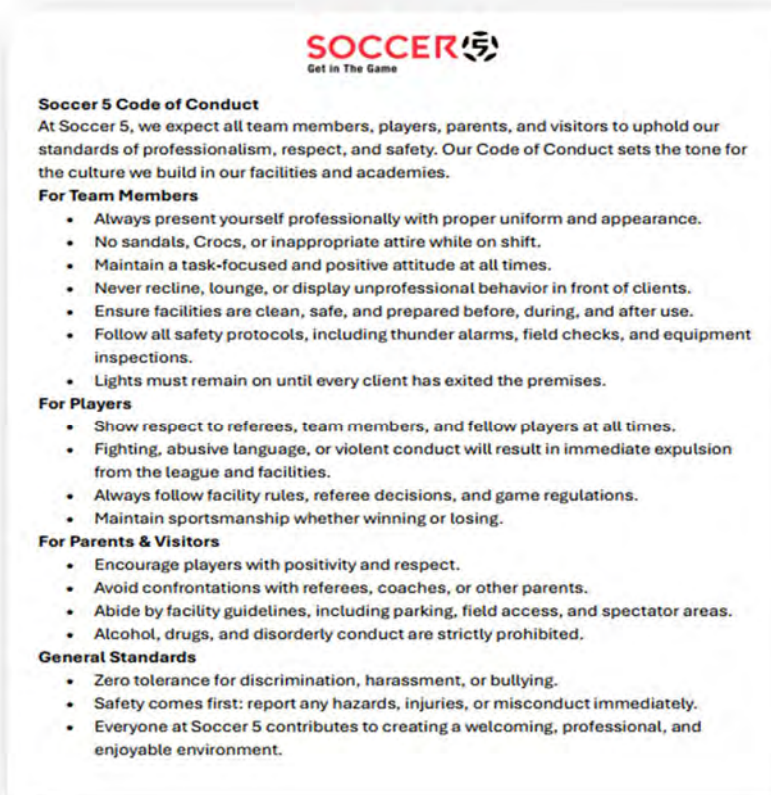 SOCCER 5
Get in The Game
Soccer 5 Code of Conduct
At Soccer 5, we expect all team members, players, parents, and visitors to uphold our
standards of professionalism, respect, and safety. Our Code of Conduct sets the tone for
the culture we build in our facilities and academies.
For Team Members
• Always present yourself professionally with proper uniform and appearance.
• No sandals, Crocs, or inappropriate attire while on shift.
• Maintain a task-focused and positive attitude at all times.
• Never recline, lounge, or display unprofessional behavior in front of clients.
• Ensure facilities are clean, safe, and prepared before, during, and after use.
• Follow all safety protocols, including thunder alarms, field checks, and equipment
inspections.
• Lights must remain on until every client has exited the premises.
For Players
• Show respect to referees, team members, and fellow players at all times.
• Fighting, abusive language, or violent conduct will result in immediate expulsion
from the league and facilities.
• Always follow facility rules, referee decisions, and game regulations.
• Maintain sportsmanship whether winning or losing.
For Parents & Visitors
• Encourage players with positivity and respect.
• Avoid confrontations with referees, coaches, or other parents.
• Abide by facility guidelines, including parking, field access, and spectator areas.
• Alcohol, drugs, and disorderly conduct are strictly prohibited.
General Standards
• Zero tolerance for discrimination, harassment, or bullying.
• Safety comes first: report any hazards, injuries, or misconduct immediately.
• Everyone at Soccer 5 contributes to creating a welcoming, professional, and
enjoyable environment.